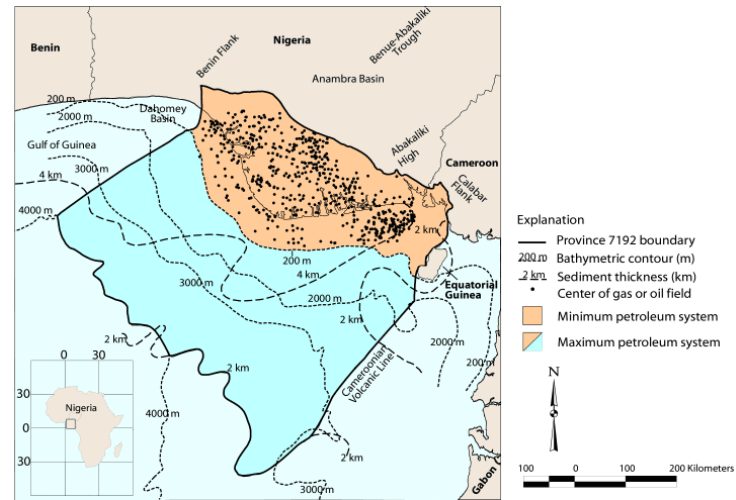 Benin
Nigeria
Benin Flank
Benue-Abakaliki
Trough
Anambra Basin
200 m
2000 m
Dahomey
Basin
Gulf of Guinea
3000 m
4 km
4000 m
Abakaliki
High
Cameroon
Calabar
Flank
2 km
200 m
4 km
3000 m
2000 m
Equatorial
Guinea
2 km
2000 m
200 m
2 km
2 km
Cameroonian
Volcanic Line
4000 m
2 km
3000 m
Gabon
0 30
30
Nigeria
0
30
Explanation
Province 7192 boundary
200 m Bathymetric contour (m)
2 km Sediment thickness (km)
Center of gas or oil field
Minimum petroleum system
Maximum petroleum system
N
100 0 100 200 Kilometers